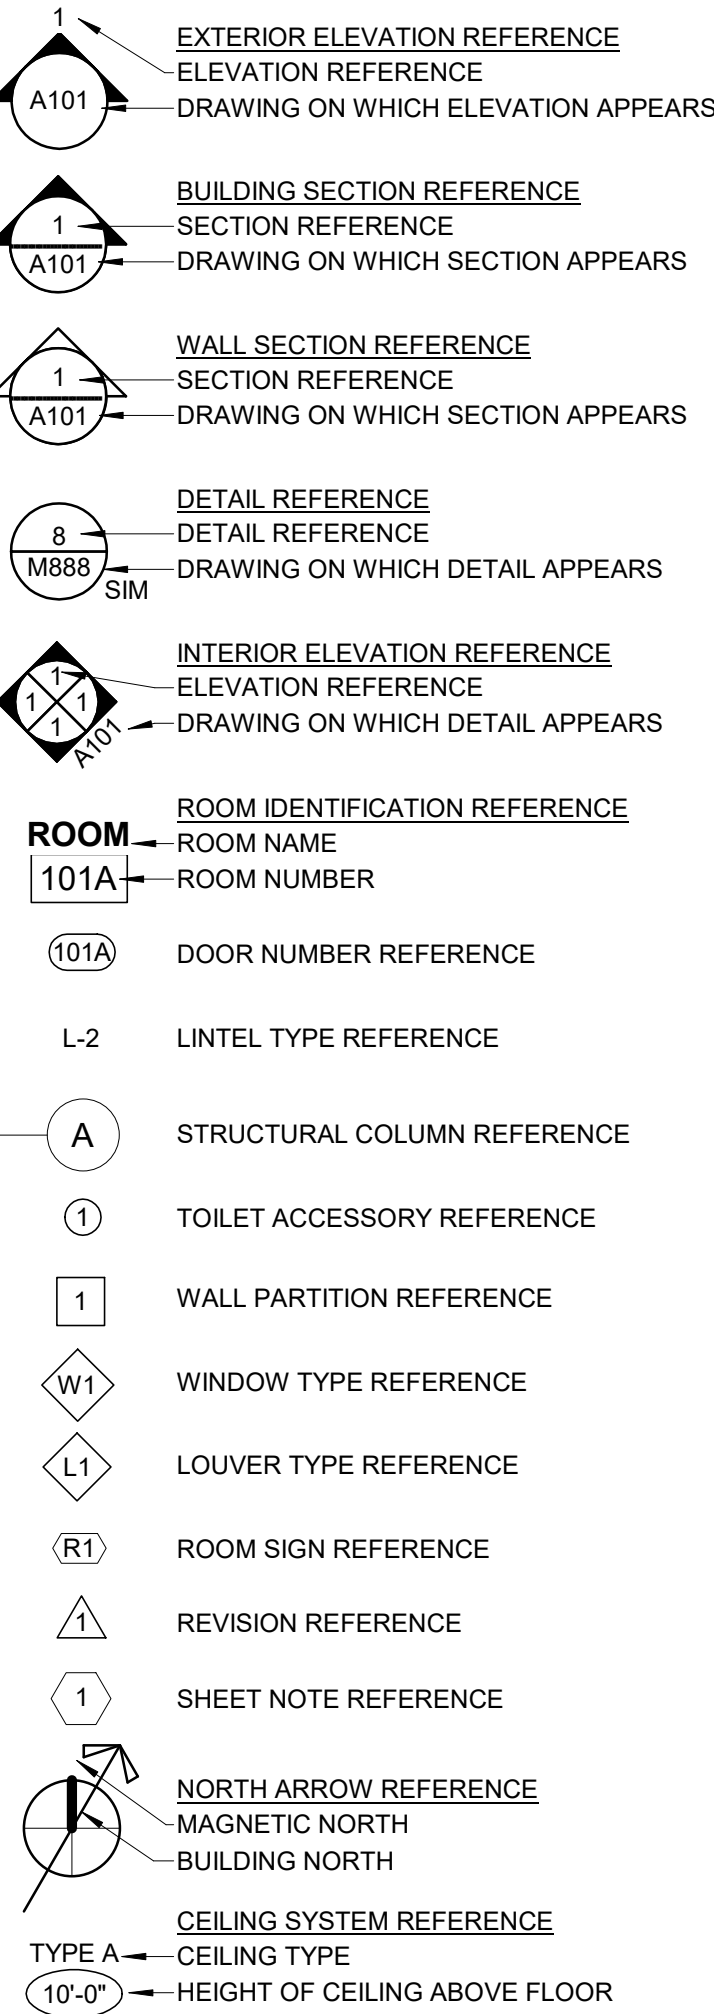 1
EXTERIOR ELEVATION REFERENCE
ELEVATION REFERENCE
A101
DRAWING ON WHICH ELEVATION APPEARS
BUILDING SECTION REFERENCE
1
SECTION REFERENCE
A101
DRAWING ON WHICH SECTION APPEARS
WALL SECTION REFERENCE
1
SECTION REFERENCE
A101
DRAWING ON WHICH SECTION APPEARS
DETAIL REFERENCE
8
DETAIL REFERENCE
M888
DRAWING ON WHICH DETAIL APPEARS
SIM
INTERIOR ELEVATION REFERENCE
1
ELEVATION REFERENCE
1 1
1
A101
DRAWING ON WHICH DETAIL APPEARS
ROOM IDENTIFICATION REFERENCE
ROOM
ROOM NAME
101A
ROOM NUMBER
101A
DOOR NUMBER REFERENCE
L-2
LINTEL TYPE REFERENCE
A
STRUCTURAL COLUMN REFERENCE
1
TOILET ACCESSORY REFERENCE
1
WALL PARTITION REFERENCE
W1
WINDOW TYPE REFERENCE
L1
LOUVER TYPE REFERENCE
R1
ROOM SIGN REFERENCE
1
REVISION REFERENCE
1
SHEET NOTE REFERENCE
NORTH ARROW REFERENCE
MAGNETIC NORTH
BUILDING NORTH
CEILING SYSTEM REFERENCE
TYPE A
CEILING TYPE
10'-0"
HEIGHT OF CEILING ABOVE FLOOR